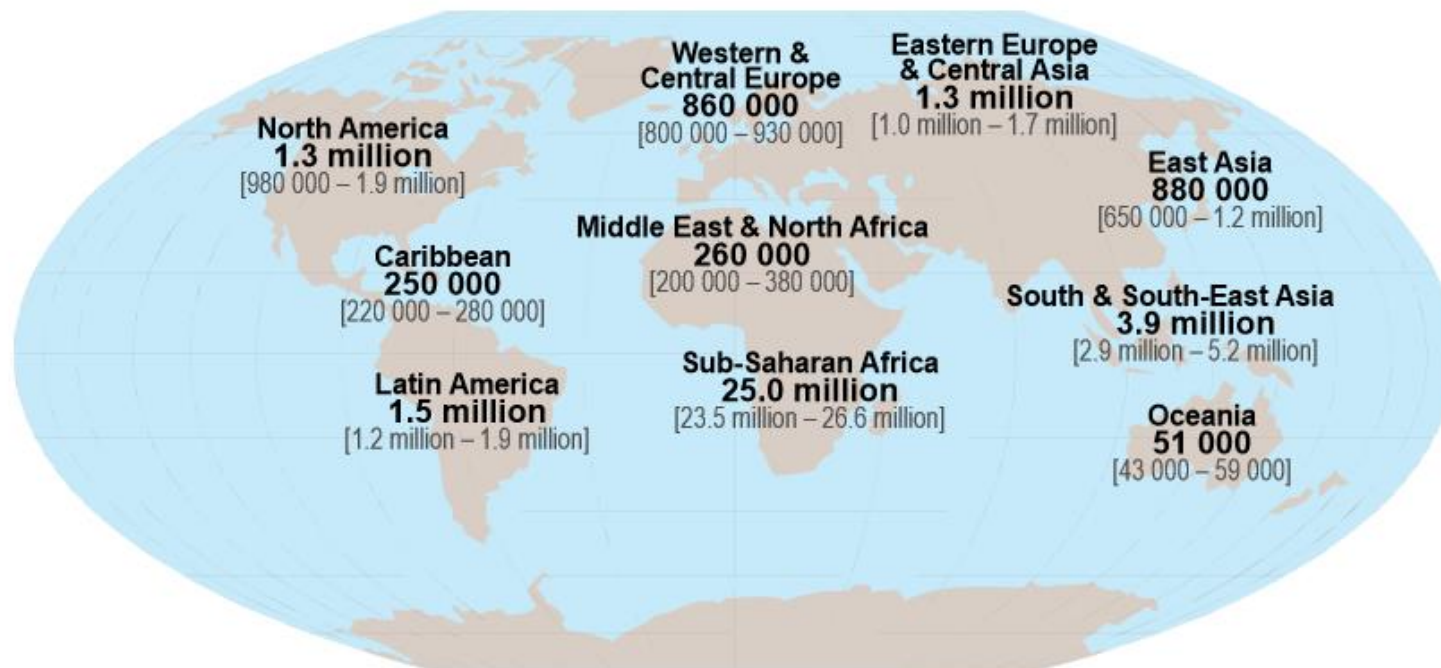 Western &
Central Europe
860 000
[800 000 – 930 000]
Eastern Europe
& Central Asia
1.3 million
[1.0 million – 1.7 million]
North America
1.3 million
[980 000 – 1.9 million]
East Asia
880 000
[650 000 – 1.2 million]
Middle East & North Africa
260 000
[200 000 – 380 000]
Caribbean
250 000
[220 000 – 280 000]
South & South-East Asia
3.9 million
[2.9 million – 5.2 million]
Sub-Saharan Africa
25.0 million
[23.5 million – 26.6 million]
Latin America
1.5 million
[1.2 million – 1.9 million]
Oceania
51 000
[43 000 – 59 000]